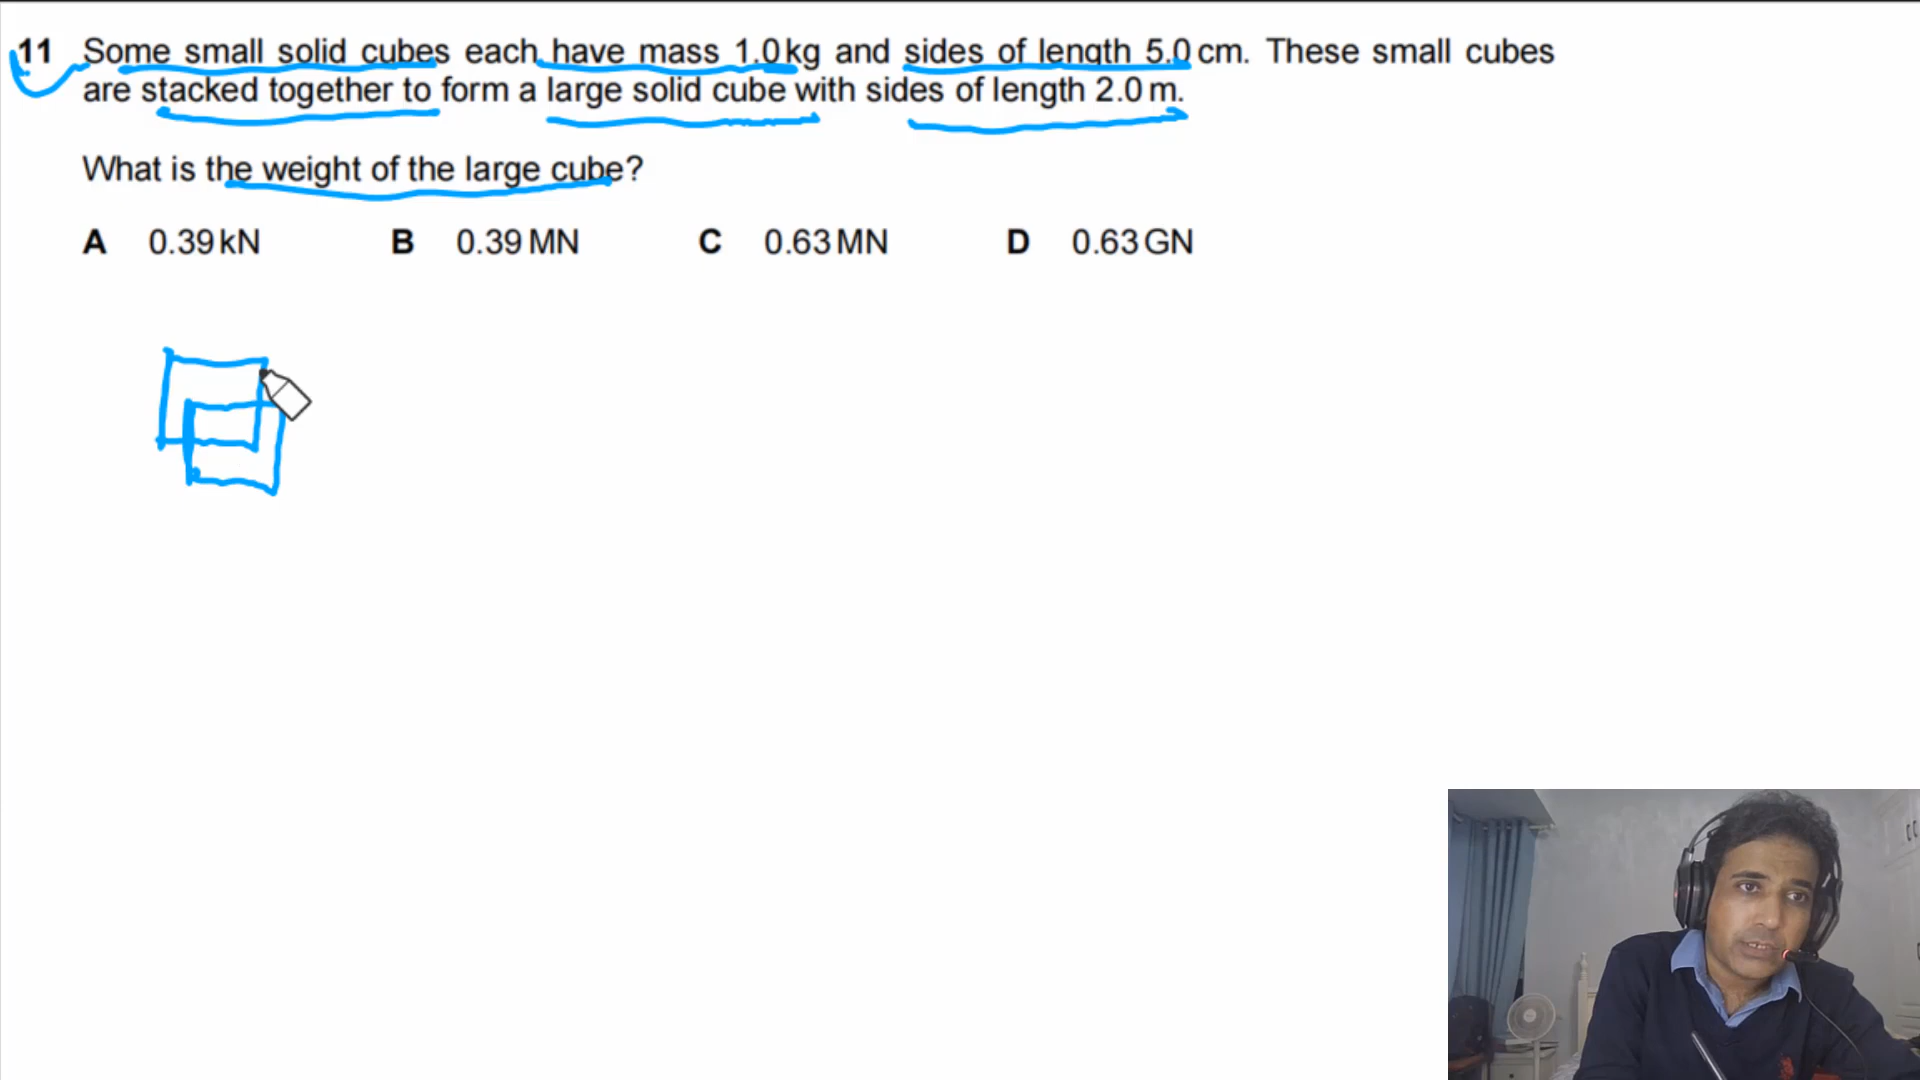 11 Some small solid cubes each have mass 1.0 kg and sides of length 5.0 cm. These small cubes
are stacked together to form a large solid cube with sides of length 2.0 m.
What is the weight of the large cube?
A 0.39 kN B 0.39 MN C 0.63 MN D 0.63 GN